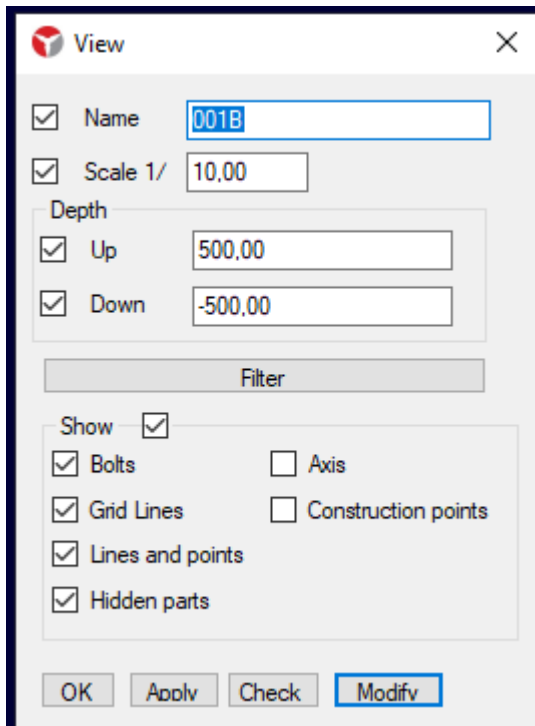 View
Name 001B
Scale 1/ 10,00
Depth
Up 500,00
Down -500,00
Filter
Show
Bolts Axis
Grid Lines Construction points
Lines and points
Hidden parts
OK Apply Check Modify